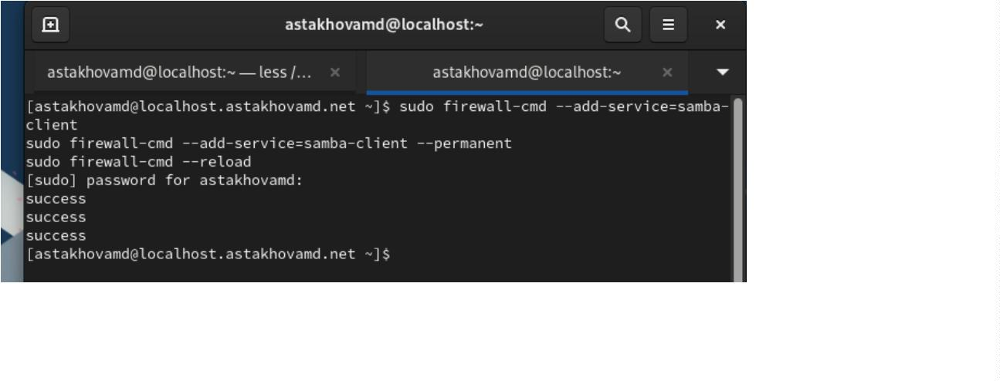 astakhovamd@localhost:~
astakhovamd@localhost:~ — less /…
astakhovamd@localhost:~
[astakhovamd@localhost.astakhovamd.net ~]$ sudo firewall-cmd --add-service=samba-
client
sudo firewall-cmd --add-service=samba-client --permanent
sudo firewall-cmd --reload
[sudo] password for astakhovamd:
success
success
success
[astakhovamd@localhost.astakhovamd.net ~]$